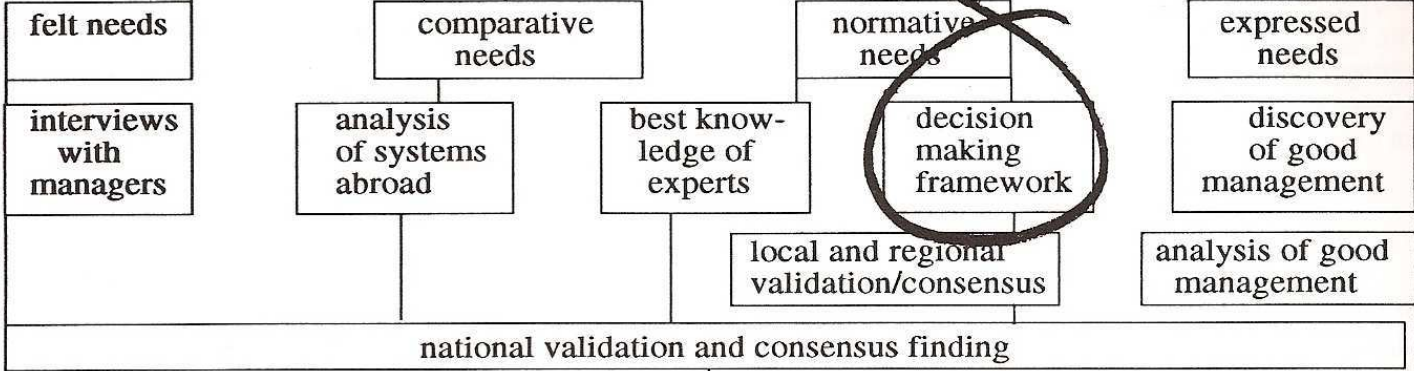 felt needs
comparative
needs
normative
needs
expressed
needs
interviews
with
managers
analysis
of systems
abroad
best know-
ledge of
experts
decision
making
framework
discovery
of good
management
local and regional
validation/consensus
analysis of good
management
national validation and consensus finding